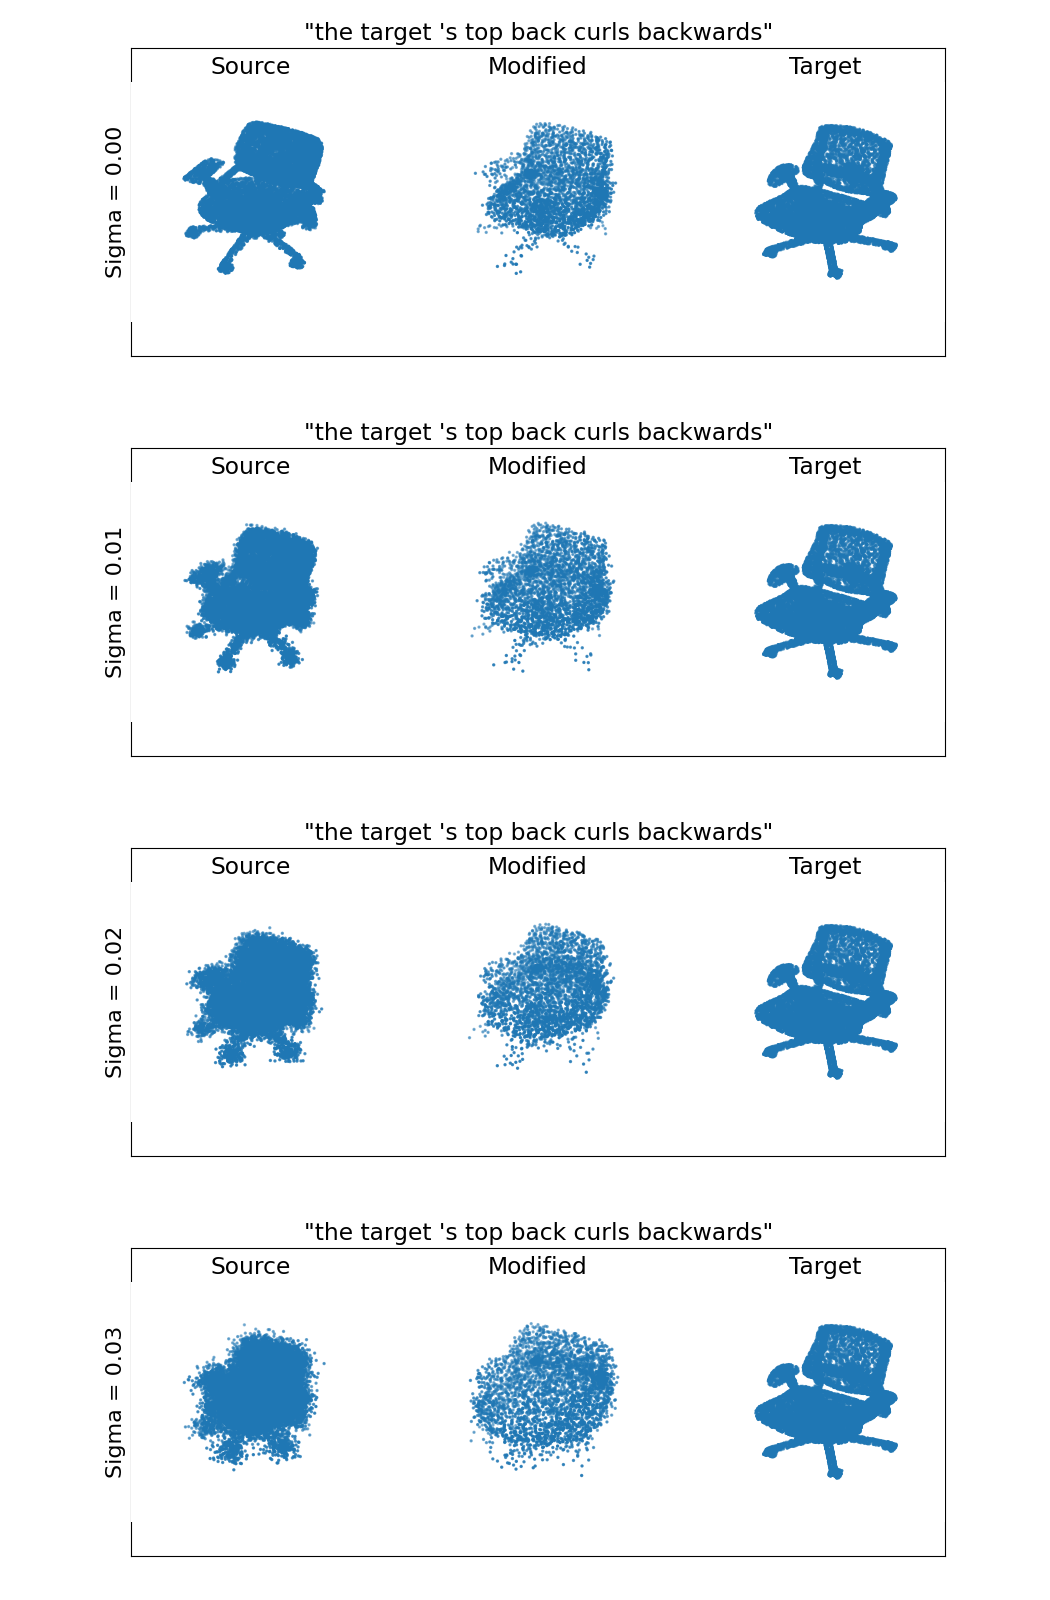 "the target 's top back curls backwards"
Source Modified Target
Sigma = 0.00
"the target 's top back curls backwards"
Source Modified Target
Sigma = 0.01
"the target 's top back curls backwards"
Source Modified Target
Sigma = 0.02
"the target 's top back curls backwards"
Source Modified Target
Sigma = 0.03